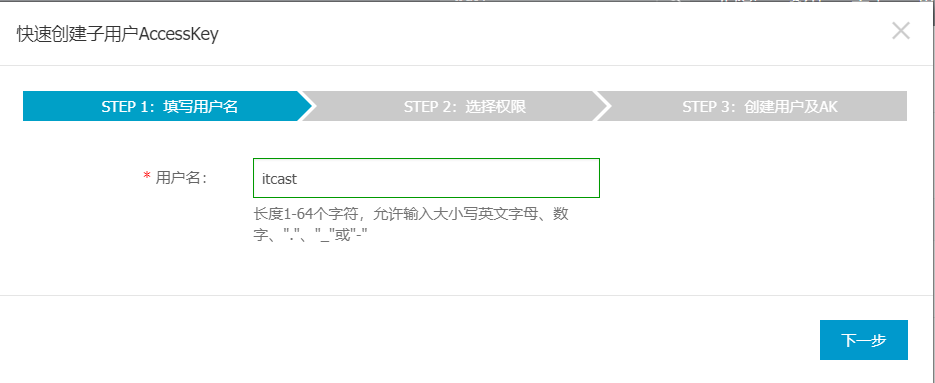 快速创建子用户AccessKey
STEP 1：填写用户名
STEP 2：选择权限
STEP 3：创建用户及AK
* 用户名：
itcast
长度1-64个字符，允许输入大小写英文字母、数
字、"."、"_"或"-"
下一步